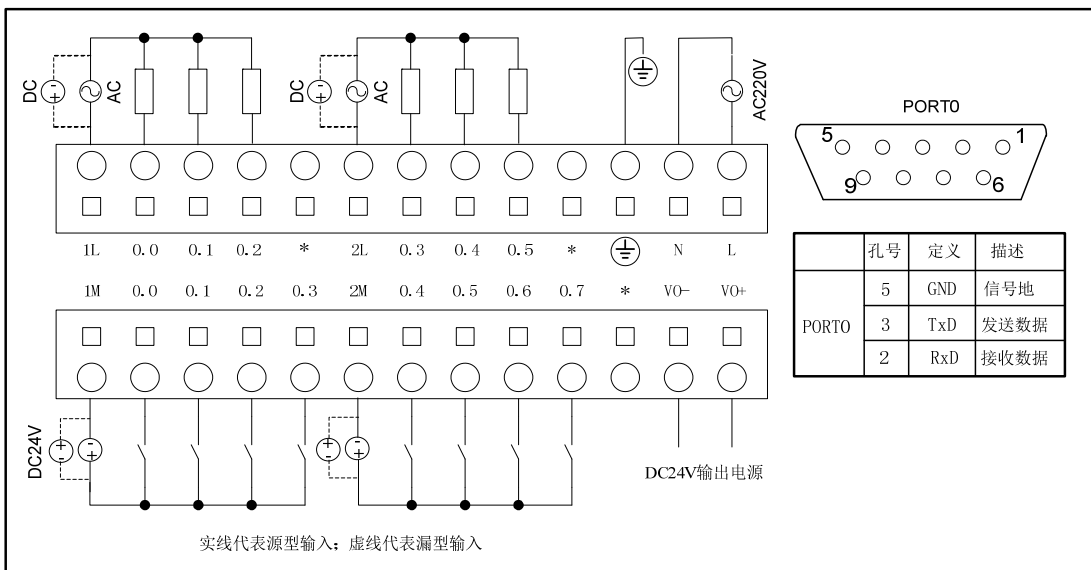 DC AC DC AC AC220V
PORT0
5 1
9 6
1L 0.0 0.1 0.2 * 2L 0.3 0.4 0.5 * N L
1M 0.0 0.1 0.2 0.3 2M 0.4 0.5 0.6 0.7 * VO- VO+
孔号 定义 描述
PORT0 5 GND 信号地
3 TxD 发送数据
2 RxD 接收数据
DC24V
DC24V输出电源
实线代表源型输入；虚线代表漏型输入